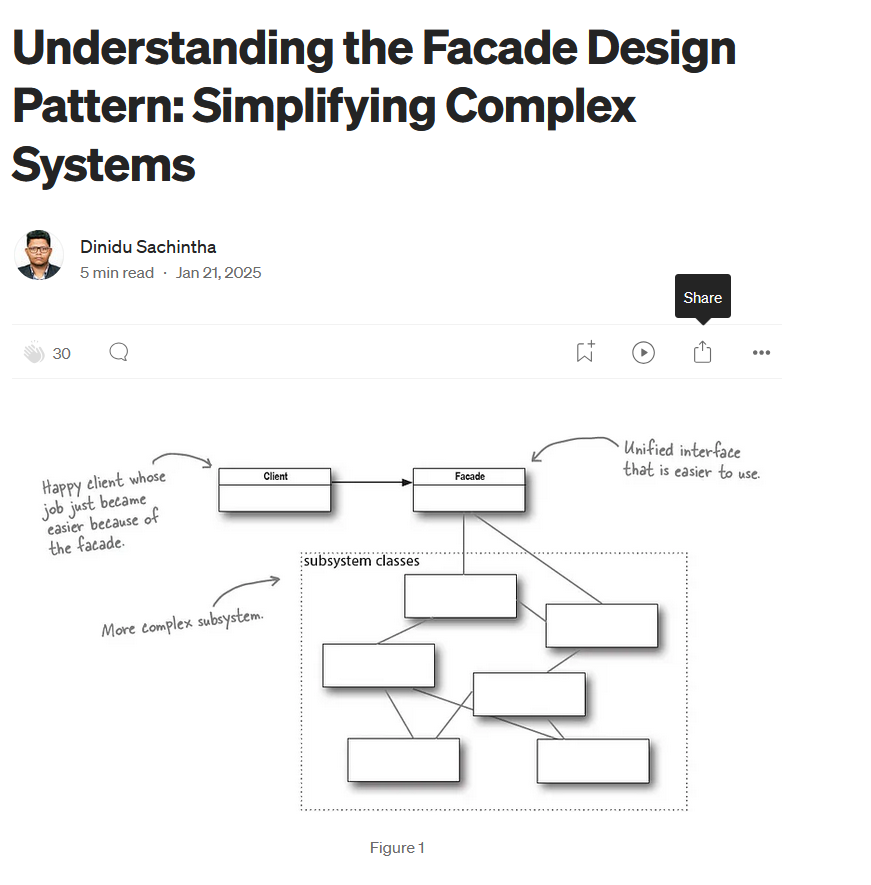 Understanding the Facade Design
Pattern: Simplifying Complex
Systems
Dinidu Sachintha
5 min read · Jan 21, 2025
Share
30
Happy client whose
job just became
easier because of
the facade.
Client
Facade
Unified interface
that is easier to use.
subsystem classes
More complex subsystem.
Figure 1